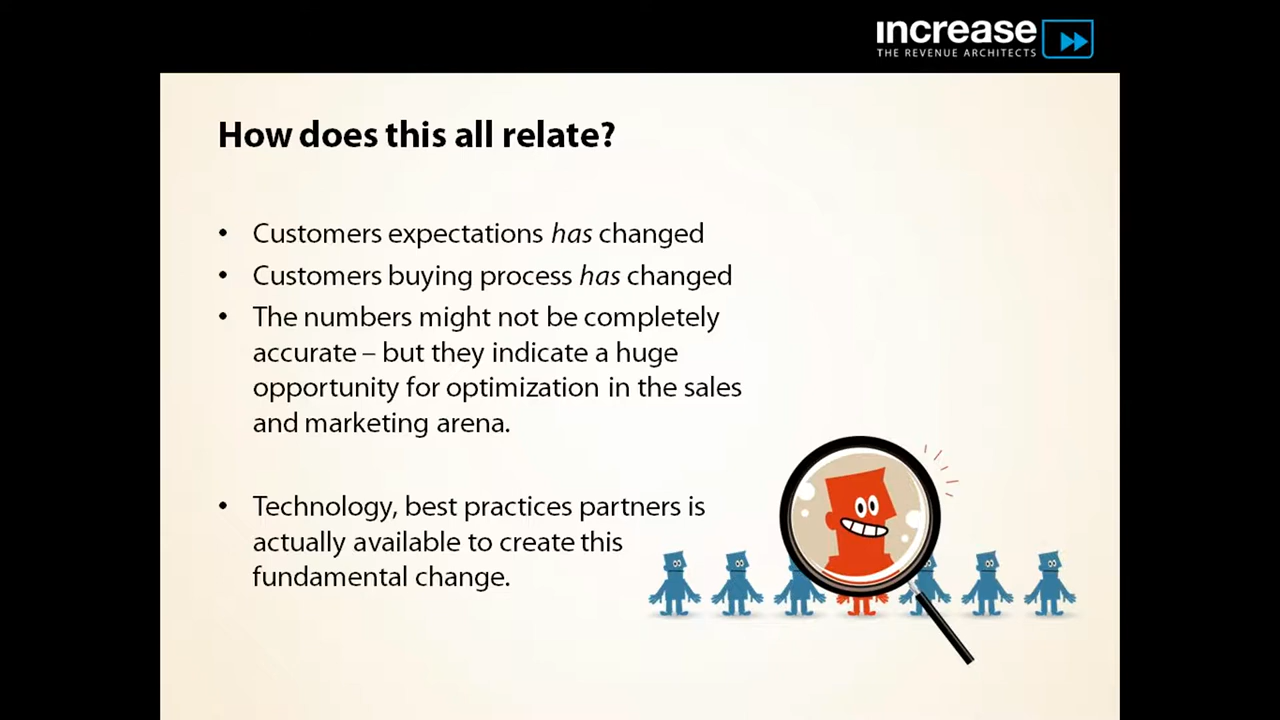 increase
THE REVENUE ARCHITECTS
How does this all relate?
• Customers expectations has changed
• Customers buying process has changed
• The numbers might not be completely
accurate – but they indicate a huge
opportunity for optimization in the sales
and marketing arena.
• Technology, best practices partners is
actually available to create this
fundamental change.